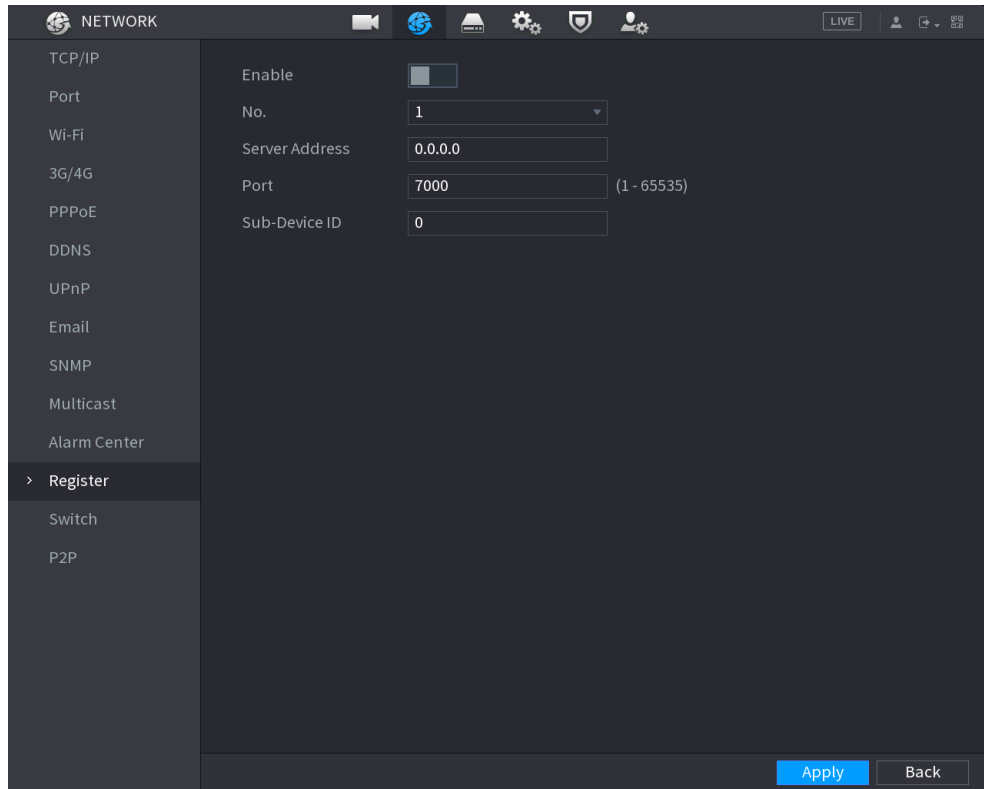 NETWORK LIVE
TCP/IP
Port
Wi-Fi
3G/4G
PPPoE
DDNS
UPnP
Email
SNMP
Multicast
Alarm Center
> Register
Switch
P2P
Enable
No. 1
Server Address 0.0.0.0
Port 7000 (1 - 65535)
Sub-Device ID 0
Apply Back